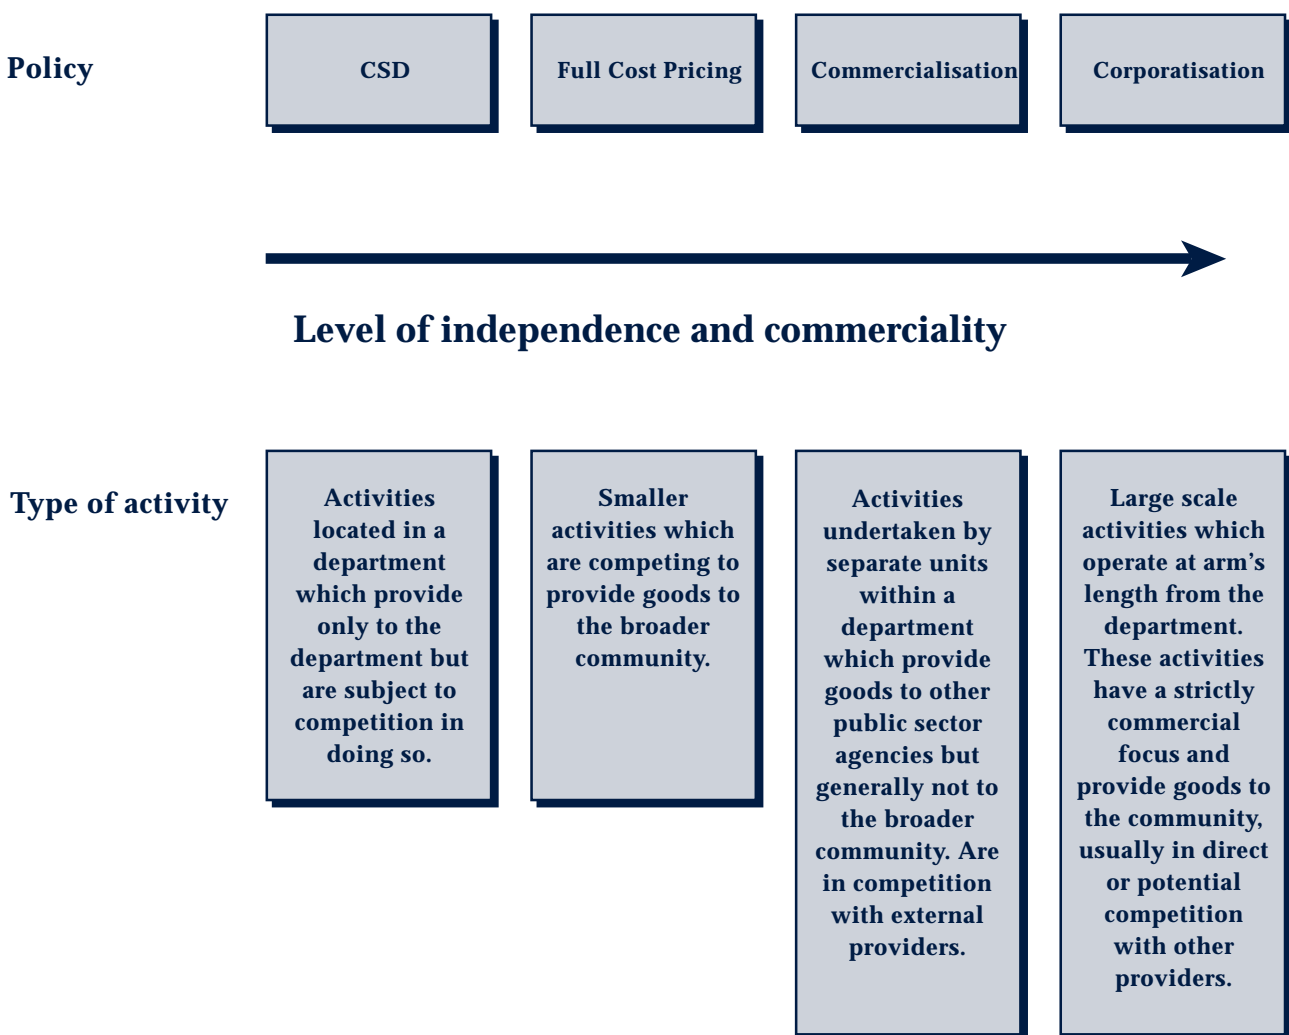 Policy
CSD
Full Cost Pricing
Commercialisation
Corporatisation
Level of independence and commerciality
Type of activity
Activities
located in a
department
which provide
only to the
department but
are subject to
competition in
doing so.
Smaller
activities which
are competing to
provide goods to
the broader
community.
Activities
undertaken by
separate units
within a
department
which provide
goods to other
public sector
agencies but
generally not to
the broader
community. Are
in competition
with external
providers.
Large scale
activities which
operate at arm's
length from the
department.
These activities
have a strictly
commercial
focus and
provide goods to
the community,
usually in direct
or potential
competition
with other
providers.